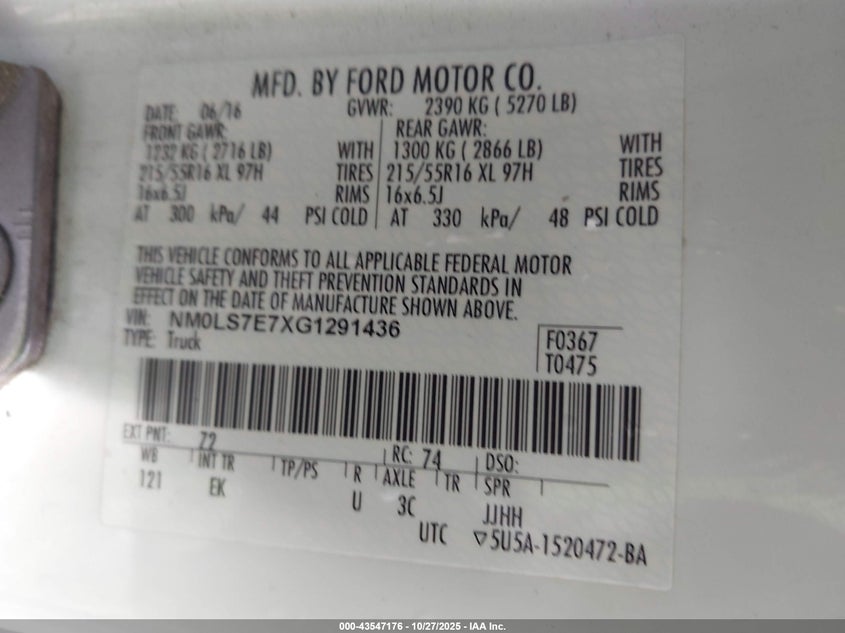 MFD. BY FORD MOTOR CO.
DATE: 06/16 GVWR: 2390 KG ( 5270 LB)
FRONT GAWR: REAR GAWR:
1232 KG ( 2716 LB) WITH 1300 KG ( 2866 LB) WITH
215/55R16 XL 97H TIRES 215/55R16 XL 97H TIRES
16x6.5J RIMS 16x6.5J RIMS
AT 300 kPa/ 44 PSI COLD AT 330 kPa/ 48 PSI COLD
THIS VEHICLE CONFORMS TO ALL APPLICABLE FEDERAL MOTOR
VEHICLE SAFETY AND THEFT PREVENTION STANDARDS IN
EFFECT ON THE DATE OF MANUFACTURE SHOWN ABOVE.
VIN: NM0LS7E7XG1291436
TYPE: Truck
F0367
T0475
EXT PNT: Z2 RC: 74 DSO:
WB INT TR TP/PS R AXLE TR SPR
121 EK U 3C JJHH
UTC ▽5U5A-1520472-BA
000-43547176 - 10/27/2025 - IAA Inc.